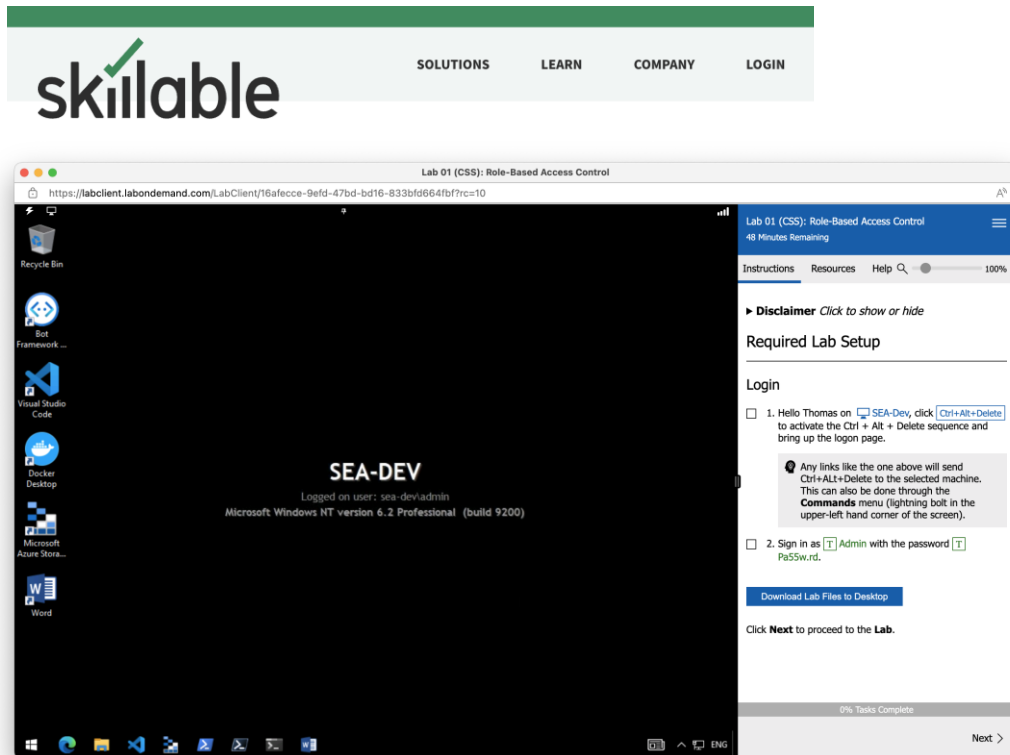 skillable
SOLUTIONS LEARN COMPANY LOGIN
Lab 01 (CSS): Role-Based Access Control
https://labclient.labondemand.com/LabClient/16afecce-9efd-47bd-bd16-833bfd664fbf?rc=10
Recycle Bin
Bot
Framework ...
Visual Studio
Code
Docker
Desktop
Microsoft
Azure Stora...
Word
SEA-DEV
Logged on user: sea-dev\admin
Microsoft Windows NT version 6.2 Professional (build 9200)
ENG
Lab 01 (CSS): Role-Based Access Control
48 Minutes Remaining
Instructions Resources Help 100%
Disclaimer Click to show or hide
Required Lab Setup
Login
1. Hello Thomas on SEA-Dev, click Ctrl+Alt+Delete
to activate the Ctrl + Alt + Delete sequence and
bring up the logon page.
Any links like the one above will send
Ctrl+ALt+Delete to the selected machine.
This can also be done through the
Commands menu (lightning bolt in the
upper-left hand corner of the screen).
2. Sign in as T Admin with the password T
Pa55w.rd.
Download Lab Files to Desktop
Click Next to proceed to the Lab.
0% Tasks Complete
Next >